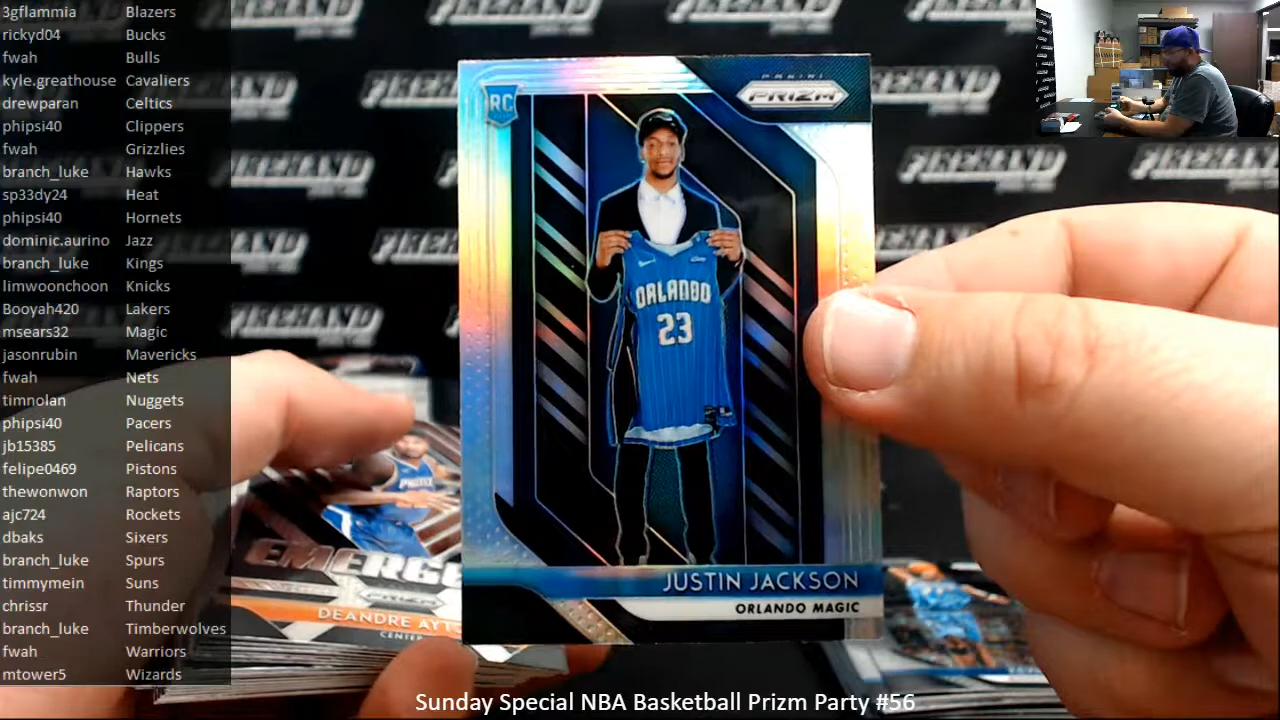 3gflammia Blazers
rickyd04 Bucks
fwah Bulls
kyle.greathouse Cavaliers
drewparan Celtics
phipsi40 Clippers
fwah Grizzlies
branch_luke Hawks
sp33dy24 Heat
phipsi40 Hornets
dominic.aurino Jazz
branch_luke Kings
limwoonchoon Knicks
Booyah420 Lakers
msears32 Magic
jasonrubin Mavericks
fwah Nets
timnolan Nuggets
phipsi40 Pacers
jb15385 Pelicans
felipe0469 Pistons
thewonwon Raptors
ajc724 Rockets
dbaks Sixers
branch_luke Spurs
timmymein Suns
chrissr Thunder
branch_luke Timberwolves
fwah Warriors
mtower5 Wizards
FIREHAND
PANINI
PRIZM
RC
ORLANDO
23
JUSTIN JACKSON
ORLANDO MAGIC
EMERGE
PRIZM
DEANDRE AYT
CENTER
Sunday Special NBA Basketball Prizm Party #56